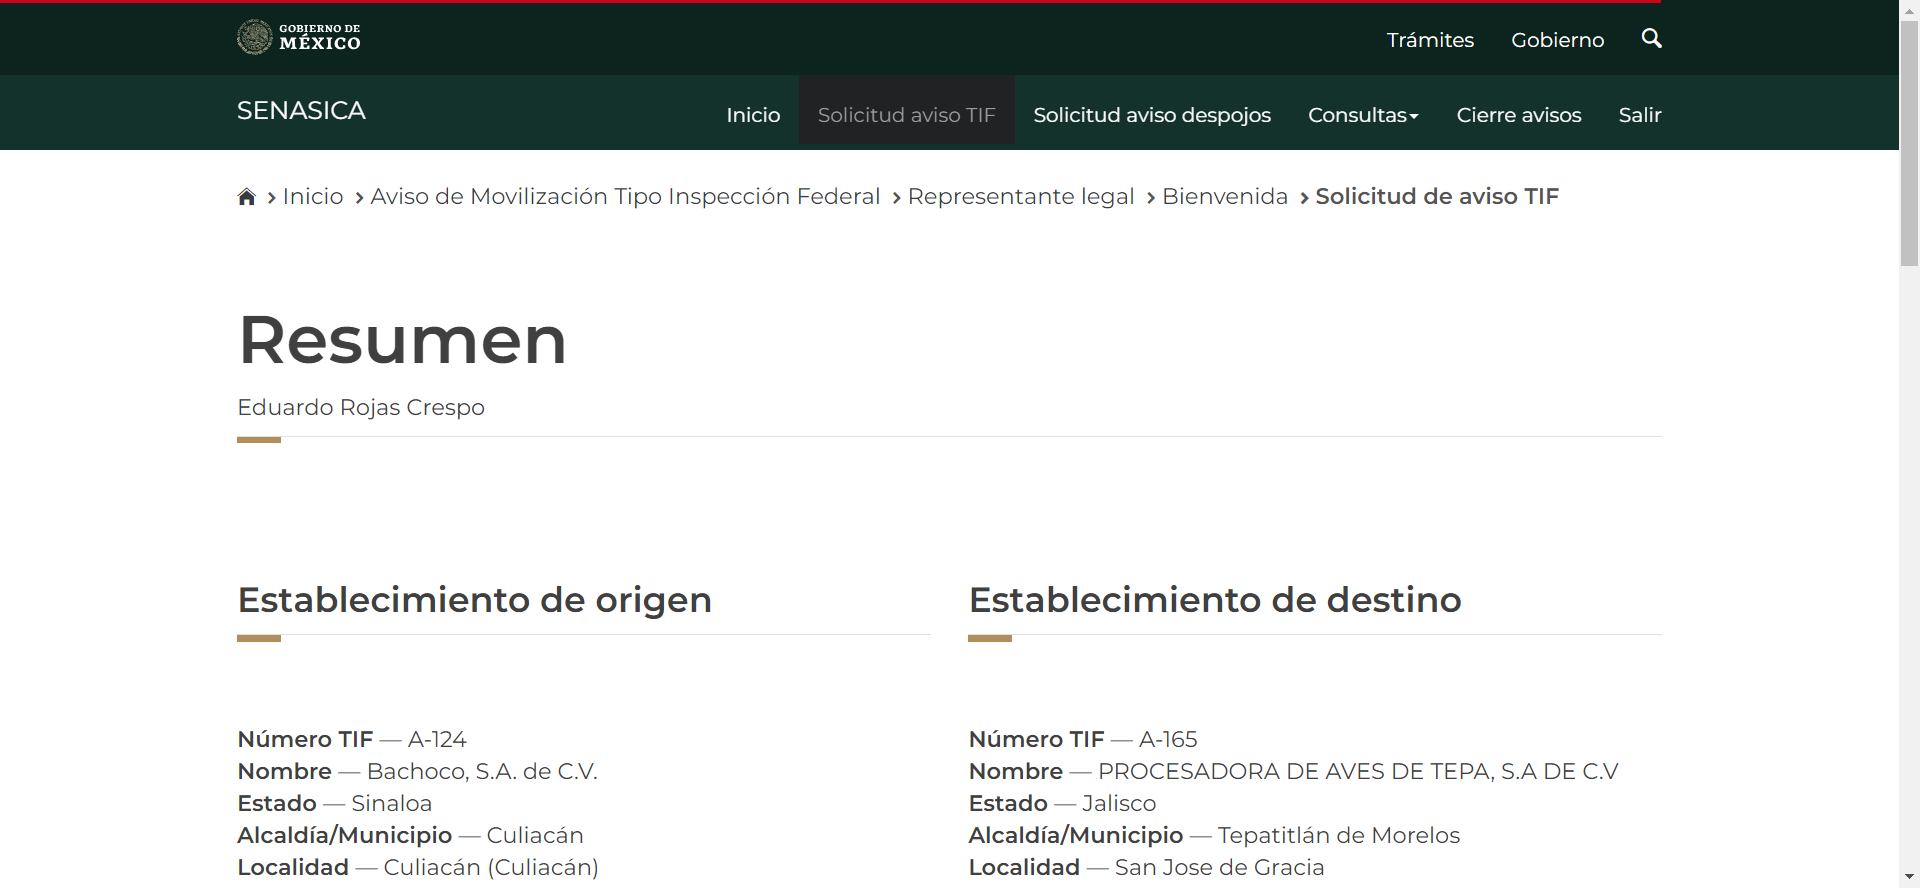 GOBIERNO DE
MÉXICO
Trámites Gobierno
SENASICA
Inicio Solicitud aviso TIF Solicitud aviso despojos Consultas Cierre avisos Salir
Inicio Aviso de Movilización Tipo Inspección Federal Representante legal Bienvenida Solicitud de aviso TIF
Resumen
Eduardo Rojas Crespo
Establecimiento de origen
Número TIF — A-124
Nombre — Bachoco, S.A. de C.V.
Estado — Sinaloa
Alcaldía/Municipio — Culiacán
Localidad — Culiacán (Culiacán)
Establecimiento de destino
Número TIF — A-165
Nombre — PROCESADORA DE AVES DE TEPA, S.A DE C.V
Estado — Jalisco
Alcaldía/Municipio — Tepatitlán de Morelos
Localidad — San Jose de Gracia